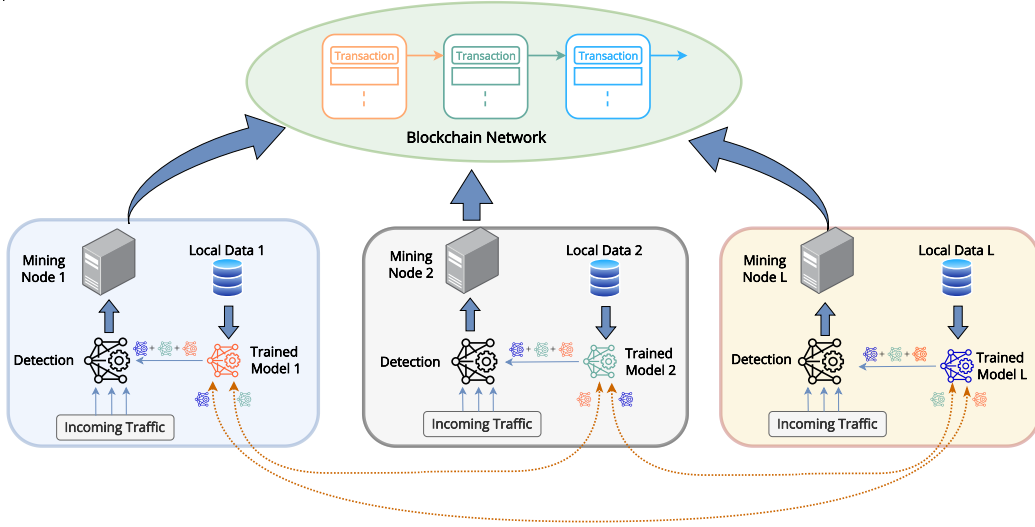 Transaction
Transaction
Transaction
Blockchain Network
Mining
Node 1
Local Data 1
Detection
+ +
Trained
Model 1
Incoming Traffic
Mining
Node 2
Local Data 2
Detection
+ +
Trained
Model 2
Incoming Traffic
Mining
Node L
Local Data L
Detection
+ +
Trained
Model L
Incoming Traffic